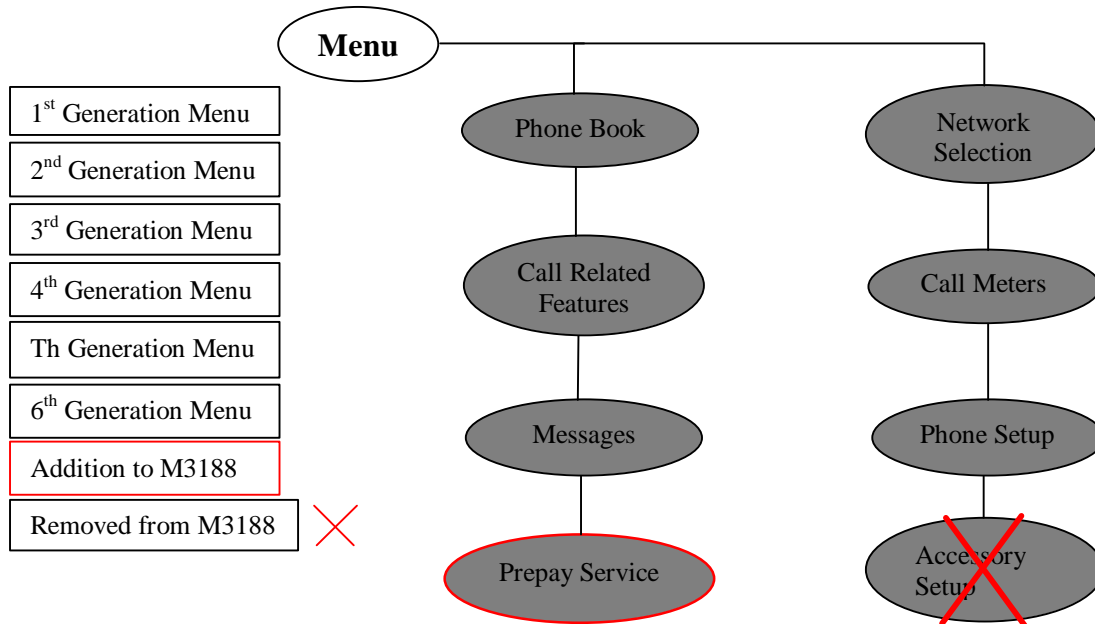 Menu
1st Generation Menu
2nd Generation Menu
3rd Generation Menu
4th Generation Menu
Th Generation Menu
6th Generation Menu
Addition to M3188
Removed from M3188
Phone Book
Call Related
Features
Messages
Prepay Service
Network
Selection
Call Meters
Phone Setup
Accessory
Setup